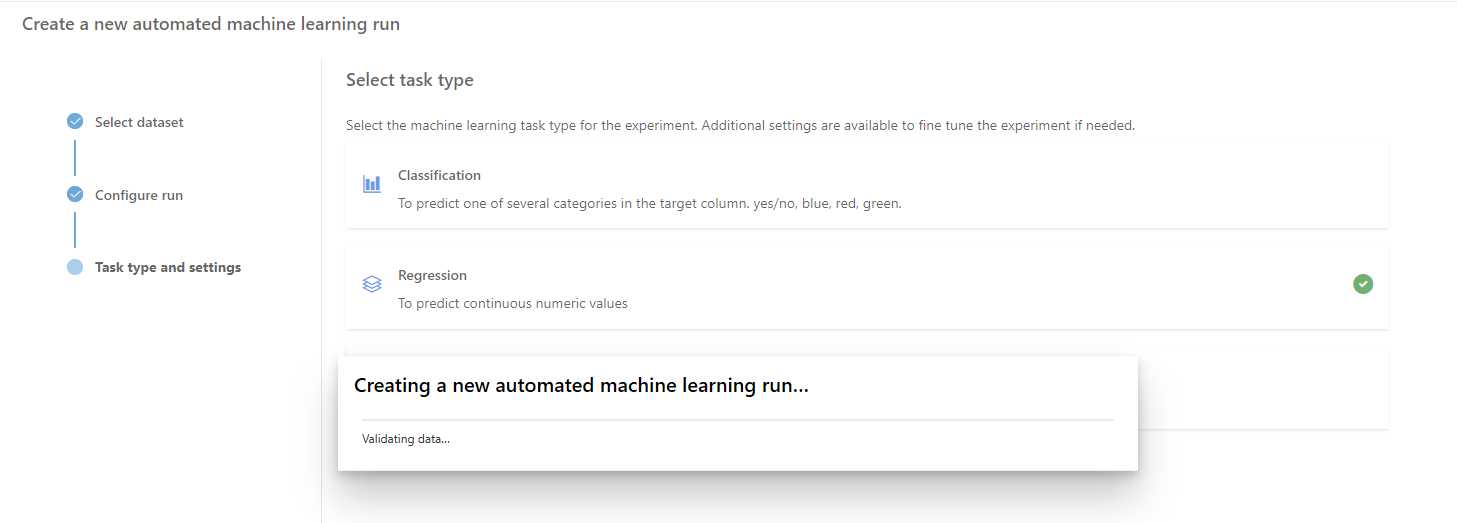 Create a new automated machine learning run
Select dataset
Configure run
Task type and settings
Select task type
Select the machine learning task type for the experiment. Additional settings are available to fine tune the experiment if needed.
Classification
To predict one of several categories in the target column. yes/no, blue, red, green.
Regression
To predict continuous numeric values
Creating a new automated machine learning run...
Validating data...